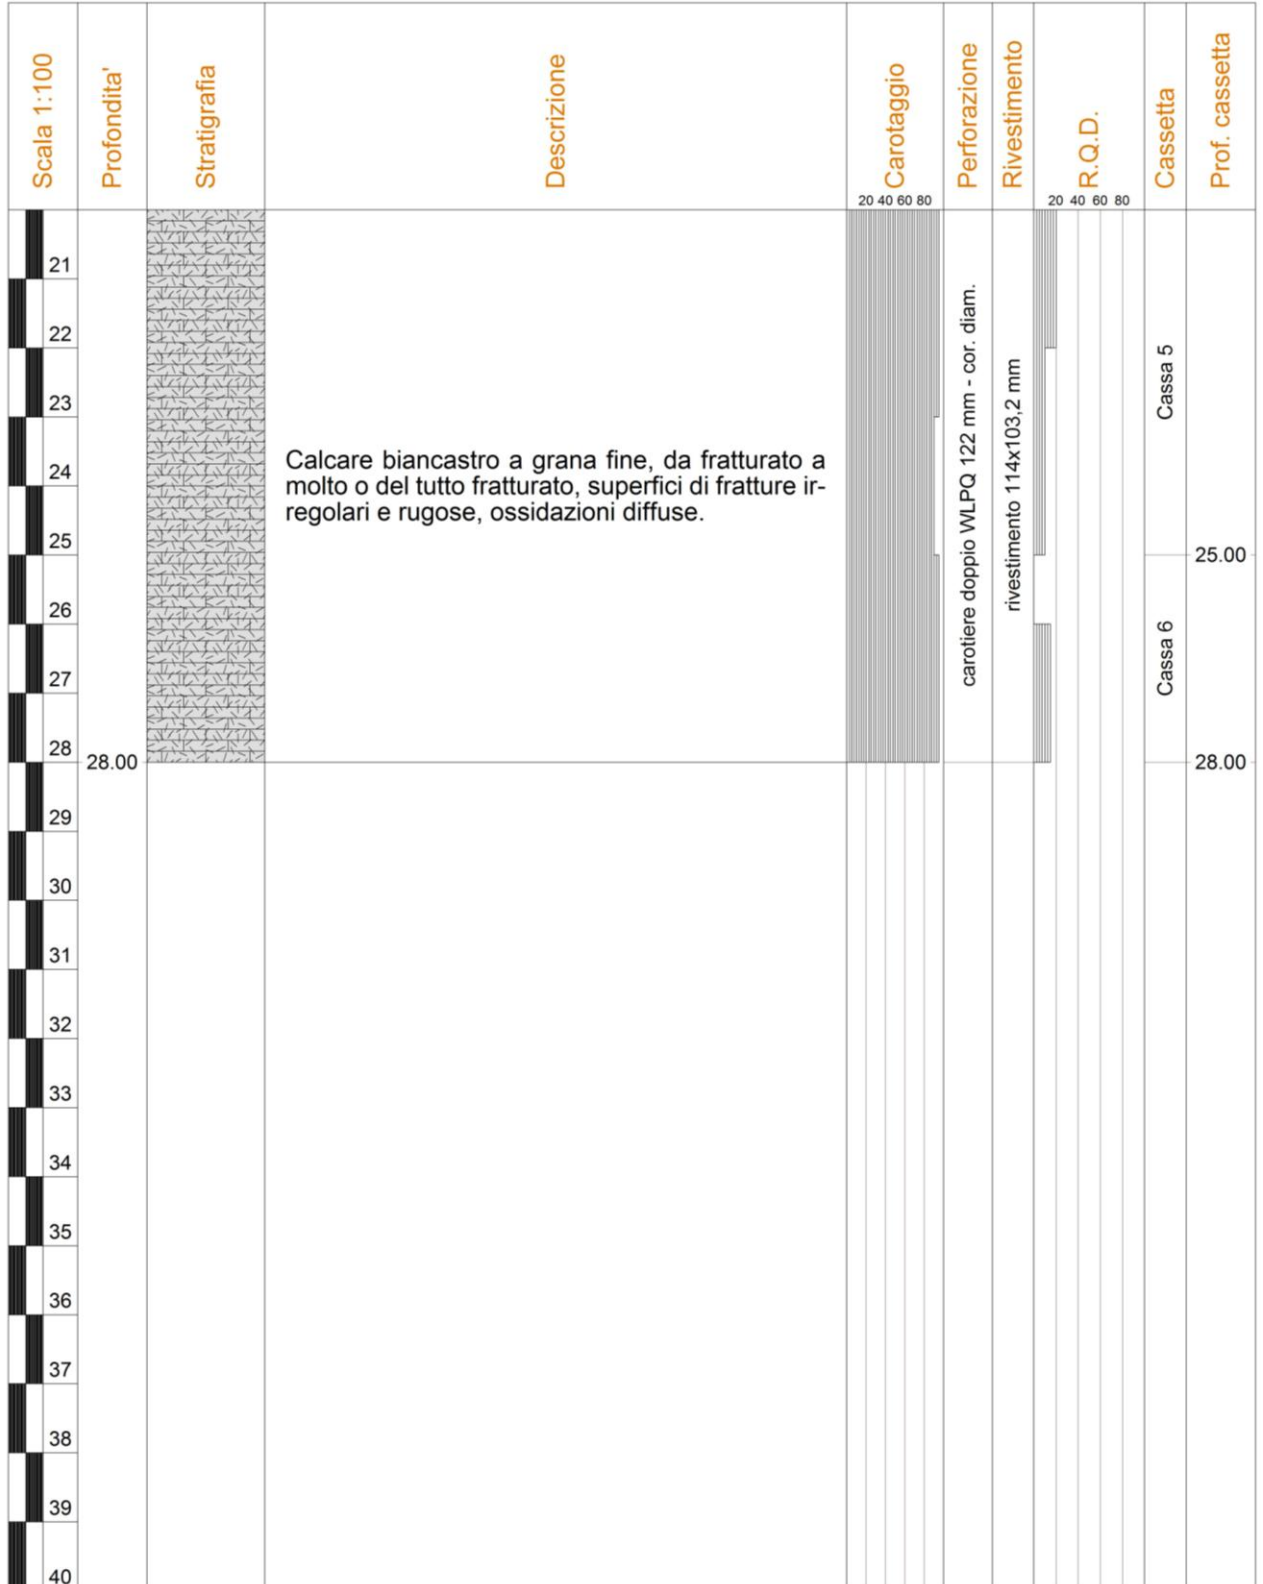 Scala 1:100
Profondita'
Stratigrafia
Descrizione
Carotaggio
20 40 60 80
Perforazione
Rivestimento
R.Q.D.
20 40 60 80
Cassetta
Prof. cassetta
21
22
23
24
25
26
27
28
29
30
31
32
33
34
35
36
37
38
39
40
28.00
Calcare biancastro a grana fine, da fratturato a
molto o del tutto fratturato, superfici di fratture ir-
regolari e rugose, ossidazioni diffuse.
carotiere doppio WLPQ 122 mm - cor. diam.
rivestimento 114x103,2 mm
Cassa 5
Cassa 6
25.00
28.00